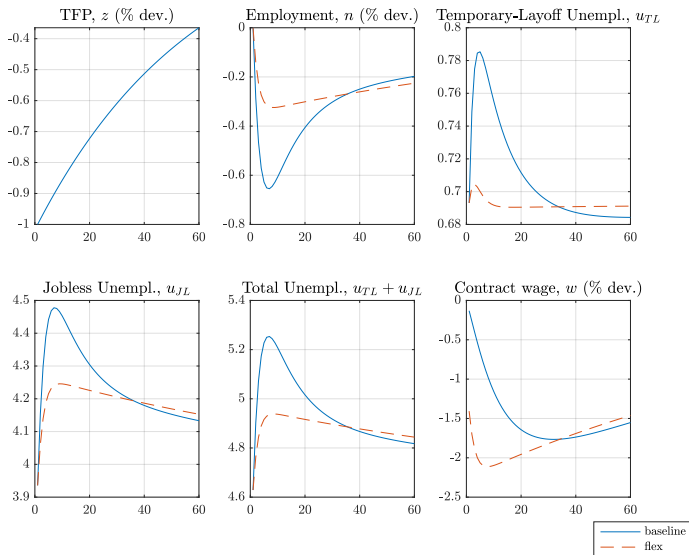 TFP, z (% dev.)
Employment, n (% dev.)
Temporary-Layoff Unempl., u_TL
-0.4
-0.5
-0.6
-0.7
-0.8
-0.9
-1
0 20 40 60
0
-0.2
-0.4
-0.6
-0.8
0 20 40 60
0.8
0.78
0.76
0.74
0.72
0.7
0.68
0 20 40 60
Jobless Unempl., u_JL
Total Unempl., u_TL + u_JL
Contract wage, w (% dev.)
4.5
4.4
4.3
4.2
4.1
4
3.9
0 20 40 60
5.4
5.2
5
4.8
4.6
0 20 40 60
0
-0.5
-1
-1.5
-2
-2.5
0 20 40 60
baseline
flex